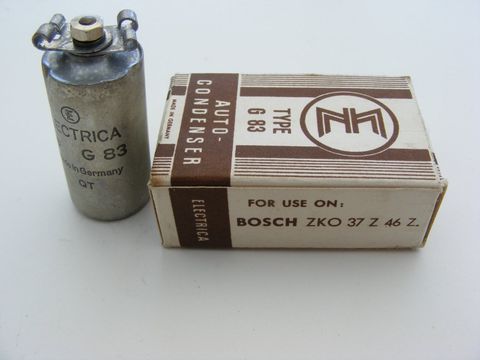 ECTRICA
G 83
in Germany
QT
AUTO-
CONDENSER
MADE IN GERMANY
TYPE
G 83
ELECTRICA
FOR USE ON:
BOSCH ZKO 37 Z 46 Z.